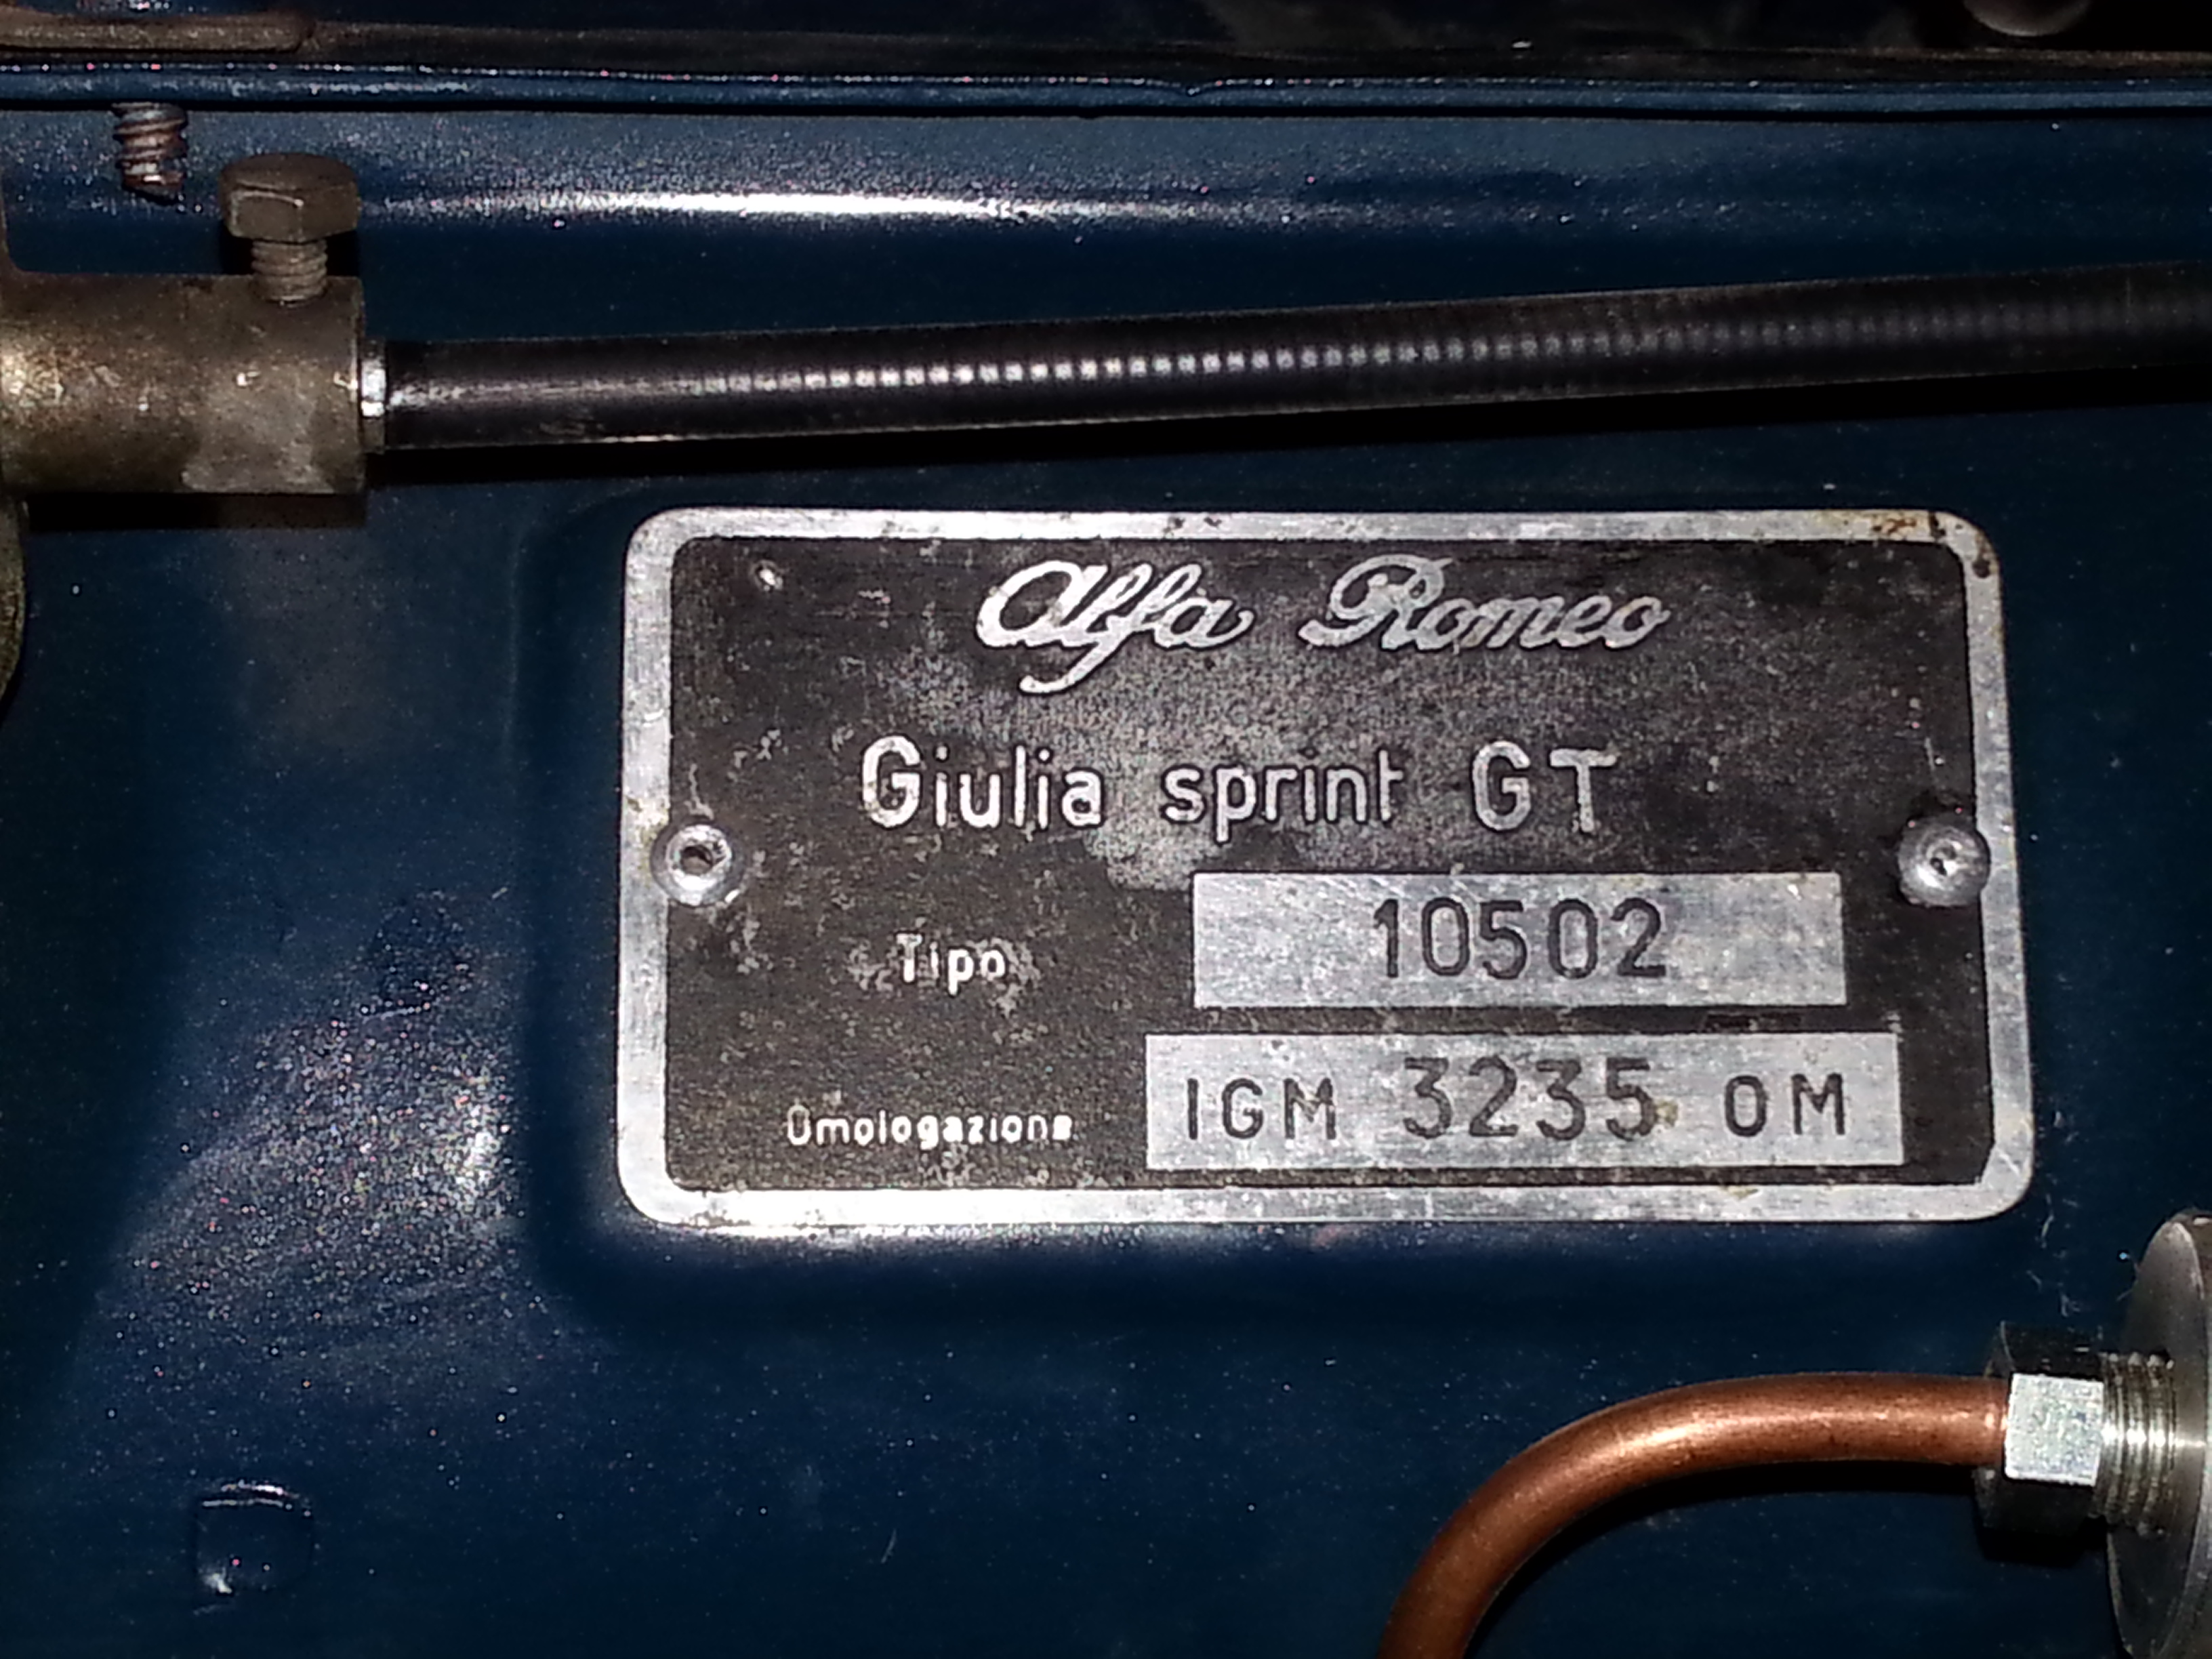 Alfa Romeo
Giulia sprint GT
Tipo 10502
Omologazione IGM 3235 OM